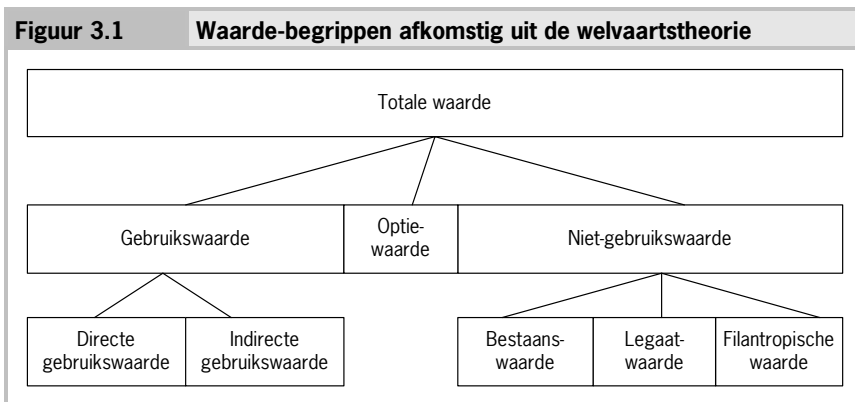 Figuur 3.1 Waarde-begrippen afkomstig uit de welvaartstheorie
Totale waarde
Gebruikswaarde
Optie-
waarde
Niet-gebruikswaarde
Directe
gebruikswaarde
Indirecte
gebruikswaarde
Bestaans-
waarde
Legaat-
waarde
Filantropische
waarde